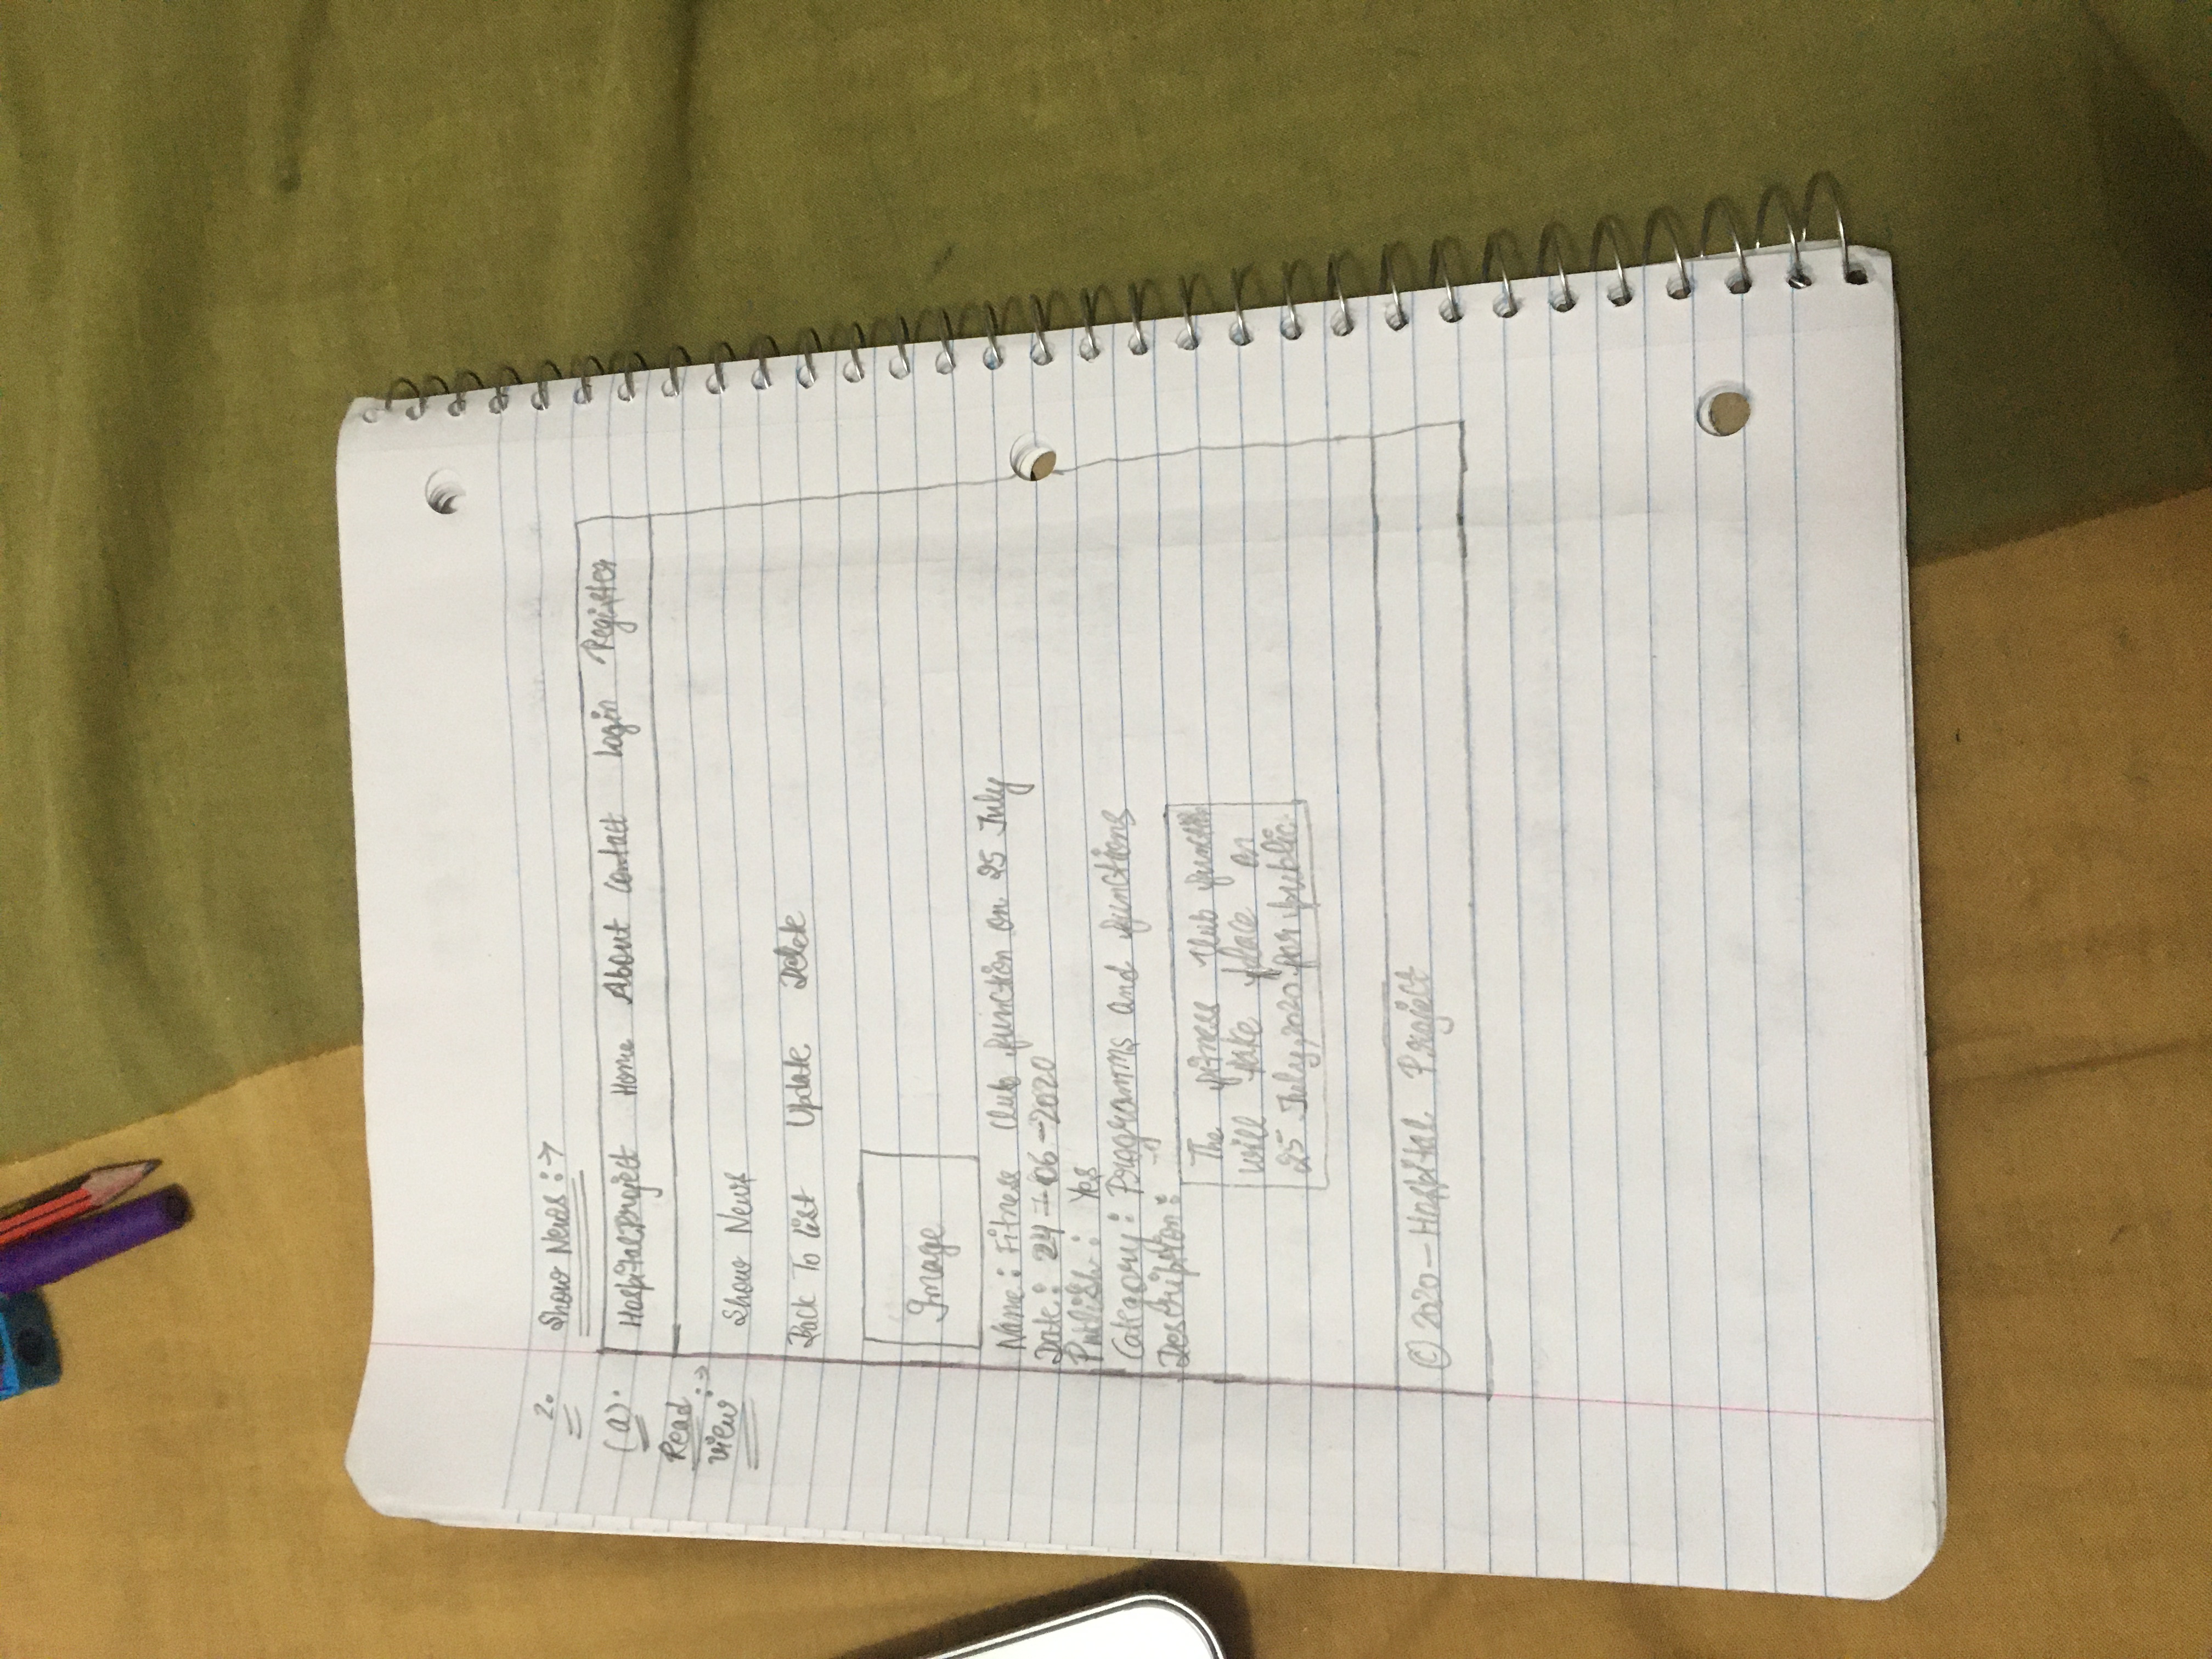 2. Show News :→
(a).
HospitalProject Home About Contact Login Register
Read
View :→
Show News
Back To List Update Delete
Image
Name: Fitness Club function on 25 July
Date: 24-06-2020
Publish: Yes
Category: Programms and functions
Description:
The fitness club function
will take place on
25 July, 2020 for public.
© 2020 - Hospital Project